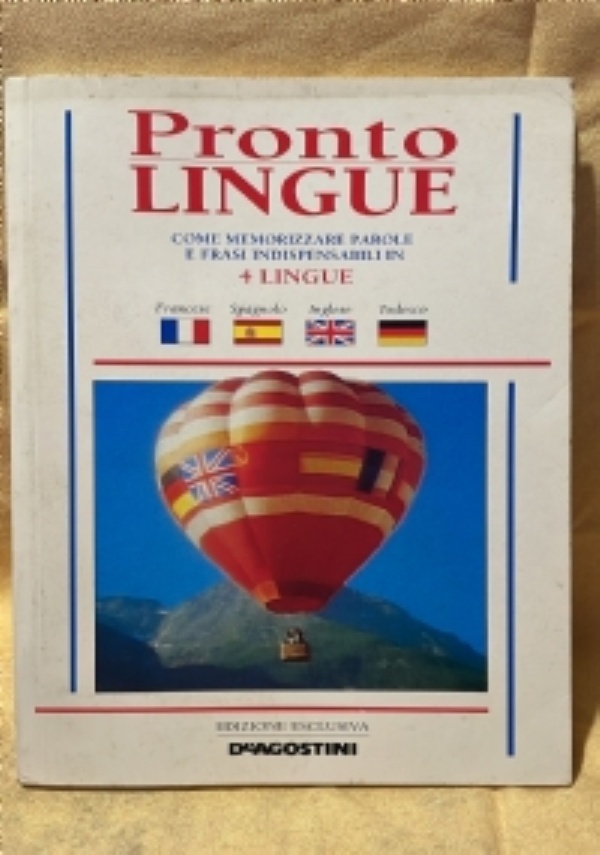 Pronto
LINGUE
COME MEMORIZZARE PAROLE
E FRASI INDISPENSABILI IN
4 LINGUE
Francese Spagnolo Inglese Tedesco
EDIZIONE ESCLUSIVA
DeAGOSTINI